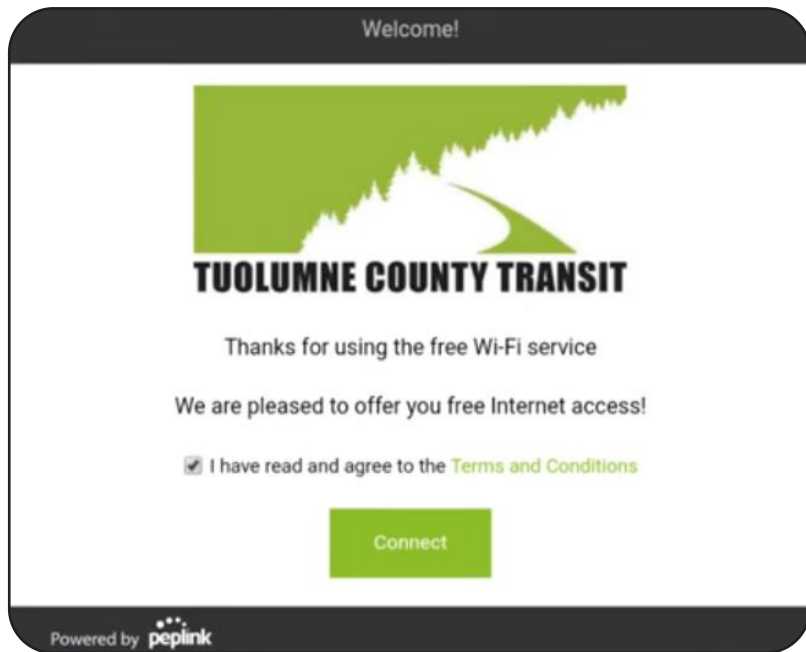 Welcome!
TUOLUMNE COUNTY TRANSIT
Thanks for using the free Wi-Fi service
We are pleased to offer you free Internet access!
I have read and agree to the Terms and Conditions
Connect
Powered by peplink